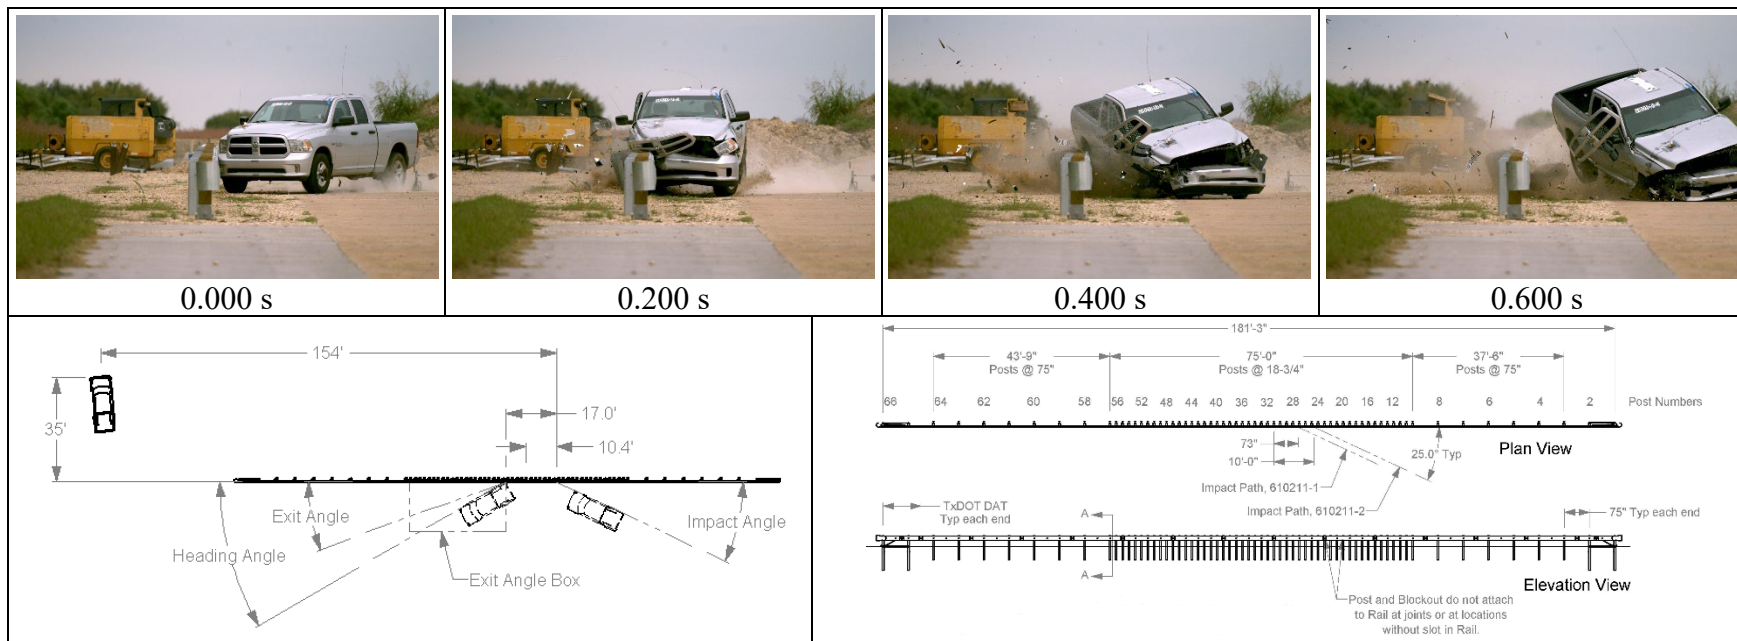 0.000 s
0.200 s
0.400 s
0.600 s
154'
17.0'
35'
10.4'
Exit Angle
Impact Angle
Heading Angle
Exit Angle Box
181'-3"
43'-9"
75'-0"
37'-6"
Posts @ 75"
Posts @ 18-3/4"
Posts @ 75"
66 64 62 60 58 56 52 48 44 40 36 32 28 24 20 16 12 8 6 4 2 Post Numbers
Plan View
73"
25.0° Typ
10'-0"
Impact Path, 610211-1
Impact Path, 610211-2
TxDOT DAT
Typ each end
A
75" Typ each end
A
Elevation View
Post and Blockout do not attach
to Rail at joints or at locations
without slot in Rail.